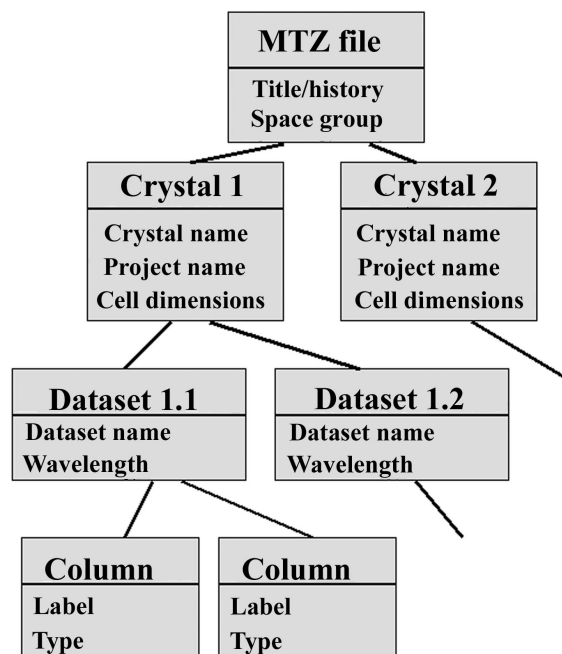 MTZ file
Title/history
Space group
Crystal 1
Crystal name
Project name
Cell dimensions
Crystal 2
Crystal name
Project name
Cell dimensions
Dataset 1.1
Dataset name
Wavelength
Dataset 1.2
Dataset name
Wavelength
Column
Label
Type
Column
Label
Type